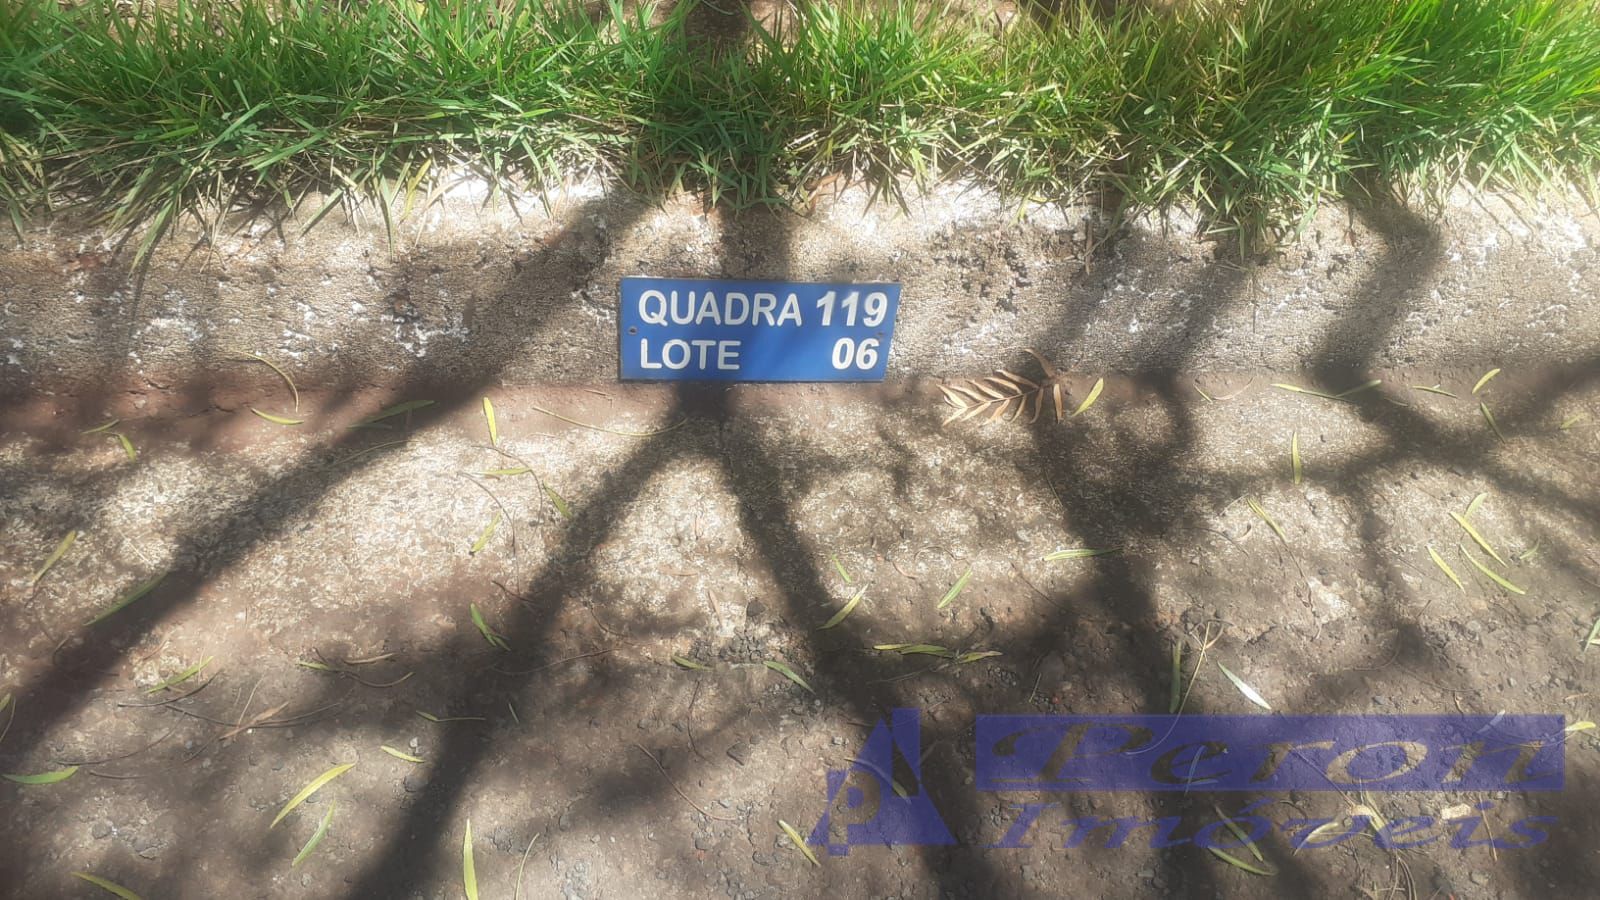 QUADRA 119
LOTE 06
P
Peron
Imóveis